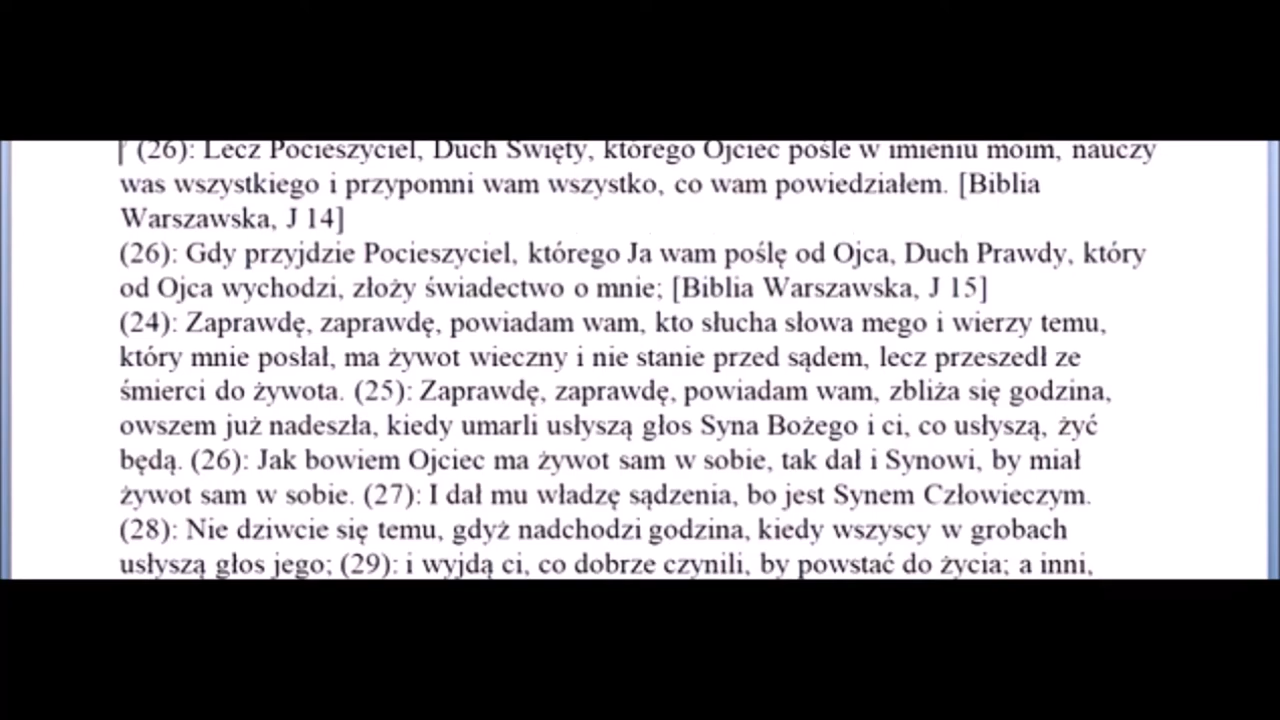 (26): Lecz Pocieszyciel, Duch Święty, którego Ojciec pośle w imieniu moim, nauczy
was wszystkiego i przypomni wam wszystko, co wam powiedziałem. [Biblia
Warszawska, J 14]
(26): Gdy przyjdzie Pocieszyciel, którego Ja wam poślę od Ojca, Duch Prawdy, który
od Ojca wychodzi, złoży świadectwo o mnie; [Biblia Warszawska, J 15]
(24): Zaprawdę, zaprawdę, powiadam wam, kto słucha słowa mego i wierzy temu,
który mnie posłał, ma żywot wieczny i nie stanie przed sądem, lecz przeszedł ze
śmierci do żywota. (25): Zaprawdę, zaprawdę, powiadam wam, zbliża się godzina,
owszem już nadeszła, kiedy umarli usłyszą głos Syna Bożego i ci, co usłyszą, żyć
będą. (26): Jak bowiem Ojciec ma żywot sam w sobie, tak dał i Synowi, by miał
żywot sam w sobie. (27): I dał mu władzę sądzenia, bo jest Synem Człowieczym.
(28): Nie dziwcie się temu, gdyż nadchodzi godzina, kiedy wszyscy w grobach
usłyszą głos jego; (29): i wyjdą ci, co dobrze czynili, by powstać do życia; a inni,